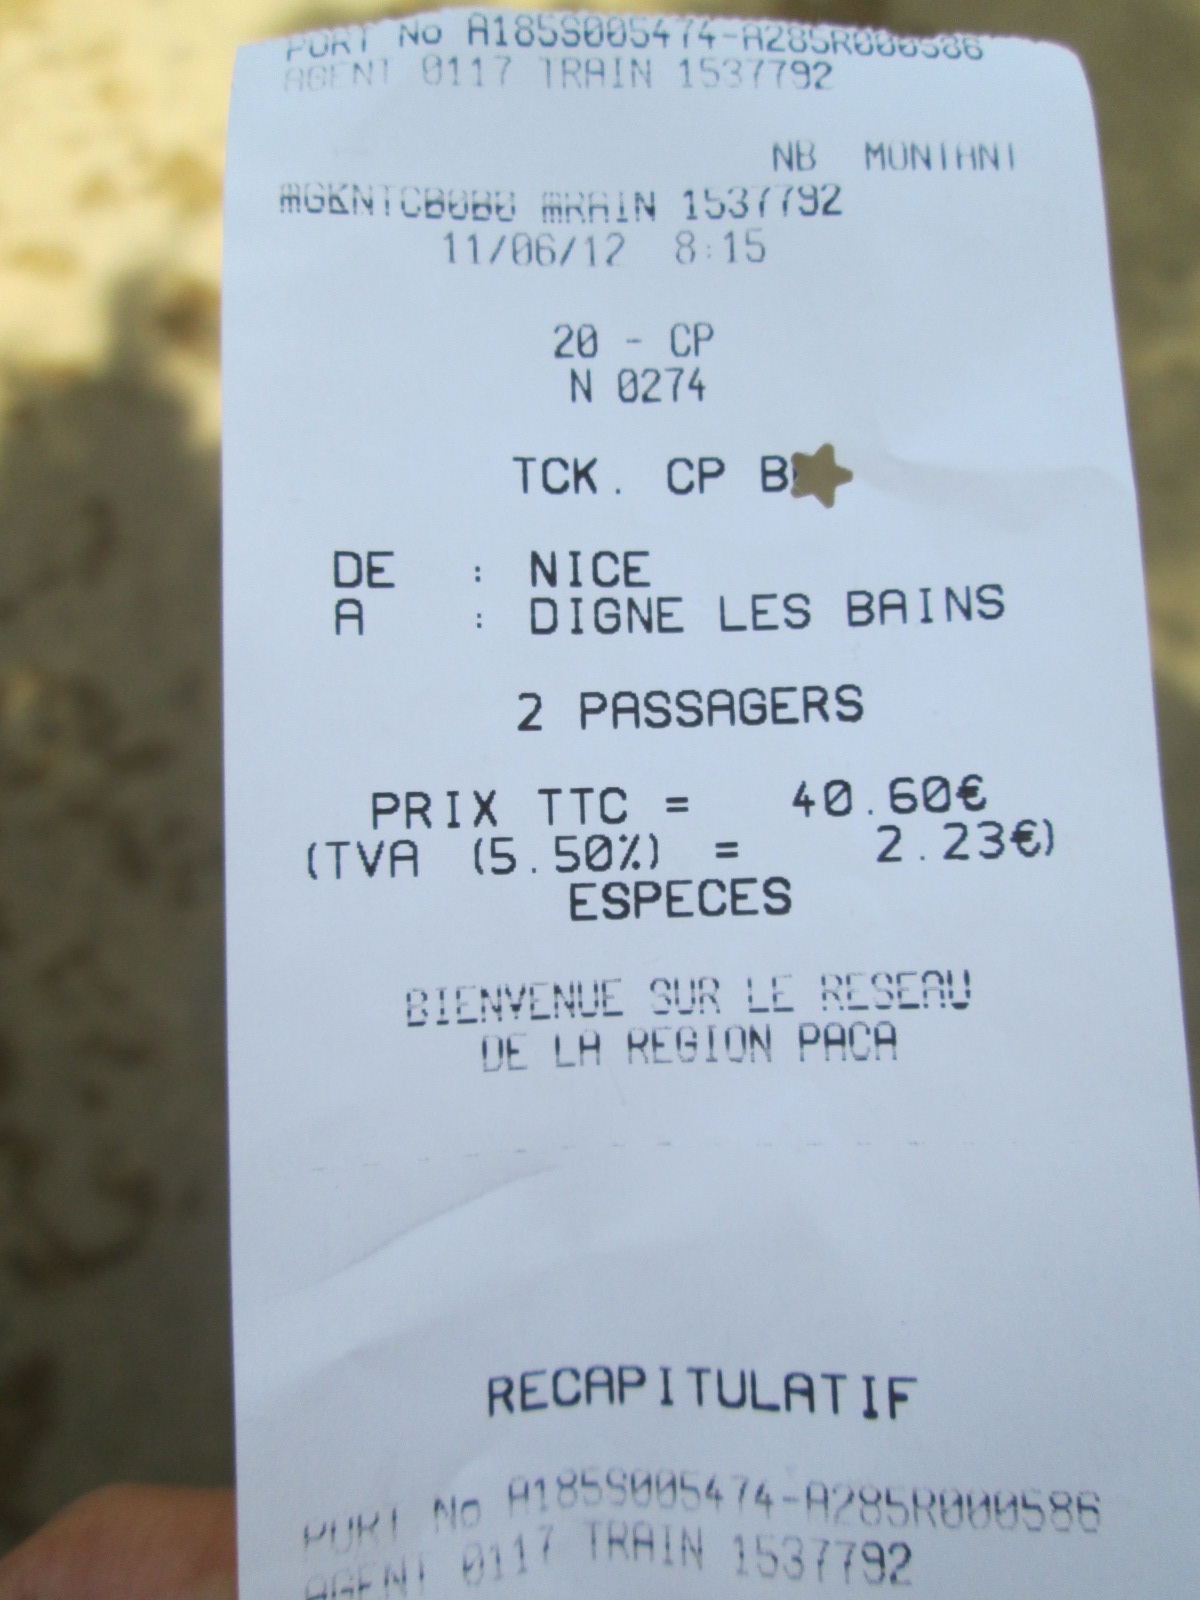 PORT No A185S005474-A285R000586
AGENT 0117 TRAIN 1537792
NB MONTANT
TRAIN 1537792
11/06/12 8:15
20 - CP
N 0274
TCK. CP B
DE : NICE
A : DIGNE LES BAINS
2 PASSAGERS
PRIX TTC = 40.60€
(TVA (5.50%) = 2.23€)
ESPECES
BIENVENUE SUR LE RESEAU
DE LA REGION PACA
RECAPITULATIF
PORT No A185S005474-A285R000586
AGENT 0117 TRAIN 1537792